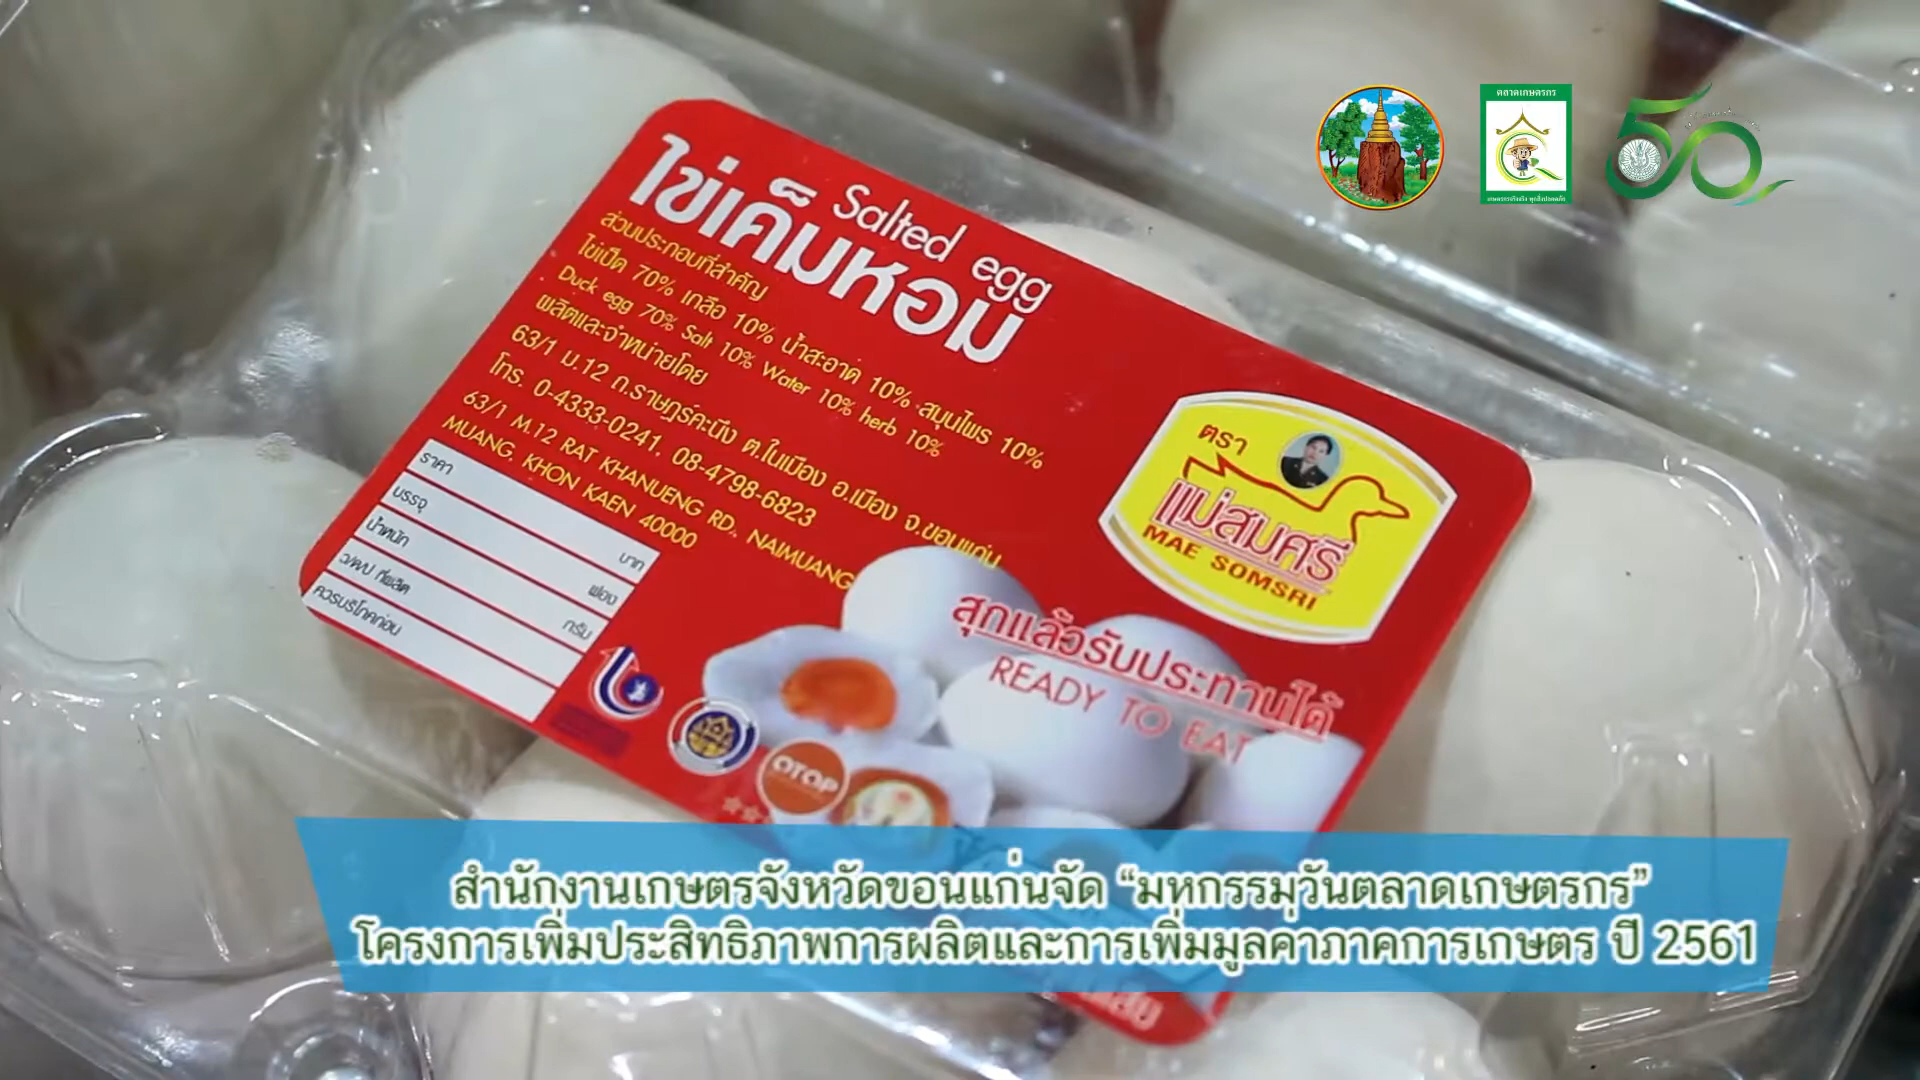 ตลาดเกษตรกร
50
Salted egg
ไข่เค็มหอม
ส่วนประกอบที่สำคัญ
ไข่เป็ด 70% เกลือ 10% น้ำสะอาด 10% สมุนไพร 10%
Duck egg 70% Salt 10% Water 10% herb 10%
ผลิตและจำหน่ายโดย
63/1 ม.12 ถ.ราษฎร์คะนึง ต.ในเมือง อ.เมือง จ.ขอนแก่น
โทร. 0-4333-0241, 08-4798-6823
63/1 M.12 RAT KHANUENG RD., NAIMUANG
MUANG, KHON KAEN 40000
ราคา บาท
บรรจุ ฟอง
น้ำหนัก กรัม
ว/ด/ป ที่ผลิต
ควรบริโภคก่อน
ตรา
แม่สมศรี
MAE SOMSRI
สุกแล้วรับประทานได้
READY TO EAT
OTOP
สำนักงานเกษตรจังหวัดขอนแก่นจัด “มหกรรมวันตลาดเกษตรกร”
โครงการเพิ่มประสิทธิภาพการผลิตและการเพิ่มมูลค่าภาคการเกษตร ปี 2561